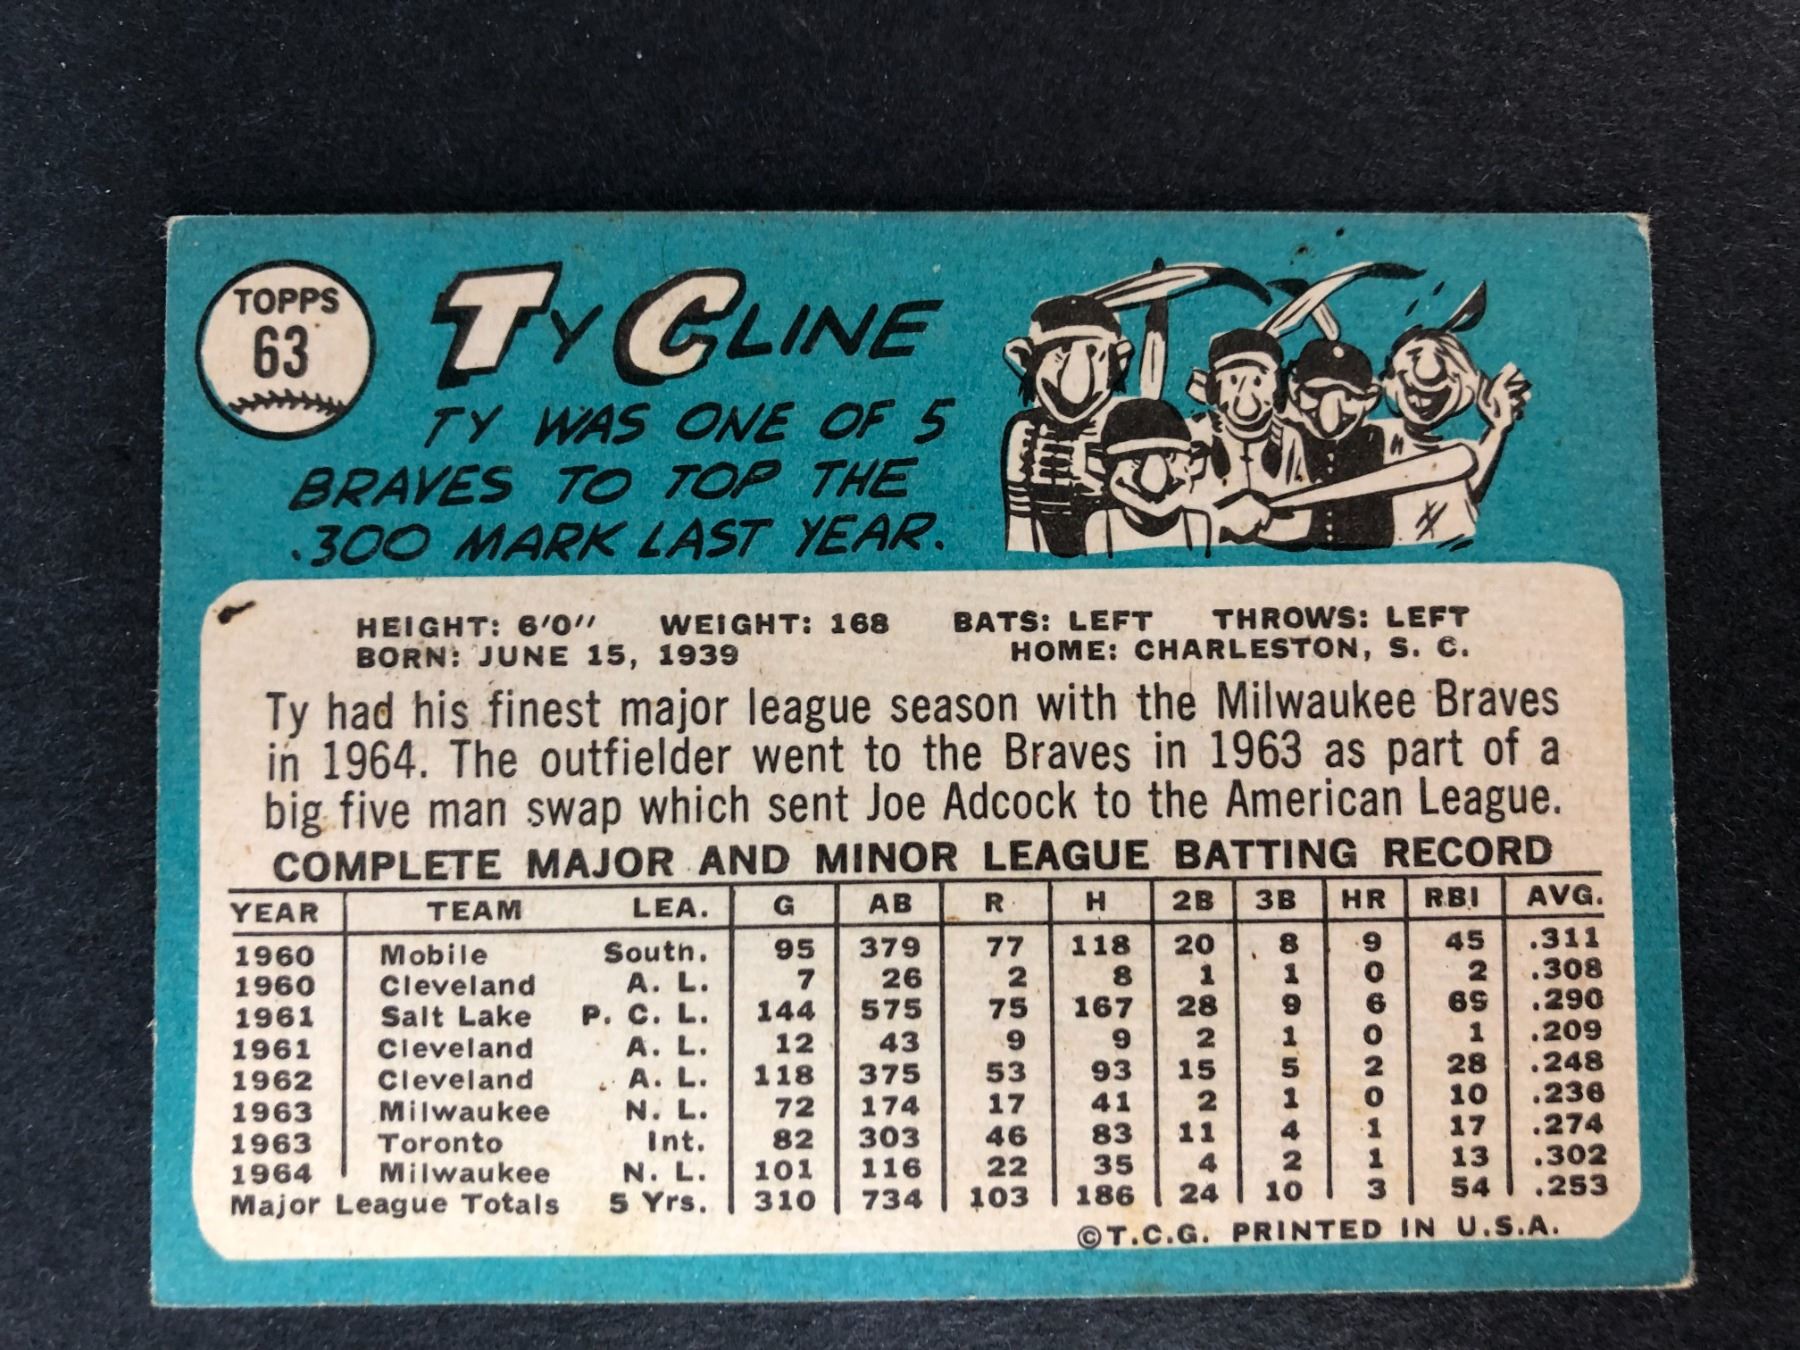 TOPPS
63
TY CLINE
TY WAS ONE OF 5
BRAVES TO TOP THE
.300 MARK LAST YEAR.
HEIGHT: 6'0" WEIGHT: 168 BATS: LEFT THROWS: LEFT
BORN: JUNE 15, 1939 HOME: CHARLESTON, S. C.
Ty had his finest major league season with the Milwaukee Braves
in 1964. The outfielder went to the Braves in 1963 as part of a
big five man swap which sent Joe Adcock to the American League.
COMPLETE MAJOR AND MINOR LEAGUE BATTING RECORD
YEAR TEAM LEA. G AB R H 2B 3B HR RBI AVG.
1960 Mobile South. 95 379 77 118 20 8 9 45 .311
1960 Cleveland A. L. 7 26 2 8 1 1 0 2 .308
1961 Salt Lake P. C. L. 144 575 75 167 28 9 6 69 .290
1961 Cleveland A. L. 12 43 9 9 2 1 0 1 .209
1962 Cleveland A. L. 118 375 53 93 15 5 2 28 .248
1963 Milwaukee N. L. 72 174 17 41 2 1 0 10 .236
1963 Toronto Int. 82 303 46 83 11 4 1 17 .274
1964 Milwaukee N. L. 101 116 22 35 4 2 1 13 .302
Major League Totals 5 Yrs. 310 734 103 186 24 10 3 54 .253
©T.C.G. PRINTED IN U.S.A.